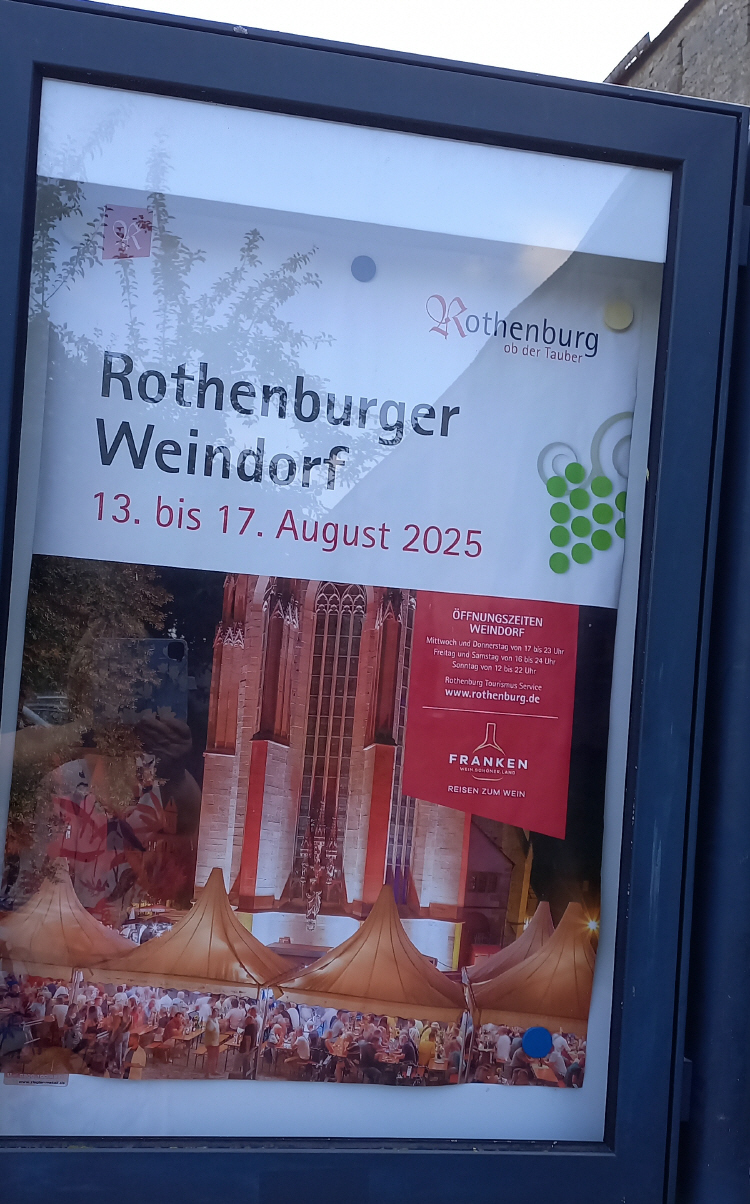 R
Rothenburg
ob der Tauber
Rothenburger
Weindorf
13. bis 17. August 2025
ÖFFNUNGSZEITEN
WEINDORF
Mittwoch und Donnerstag von 17 bis 23 Uhr
Freitag und Samstag von 16 bis 24 Uhr
Sonntag von 12 bis 22 Uhr
Rothenburg Tourismus Service
www.rothenburg.de
FRANKEN
WEIN.SCHÖNER.LAND
REISEN ZUM WEIN